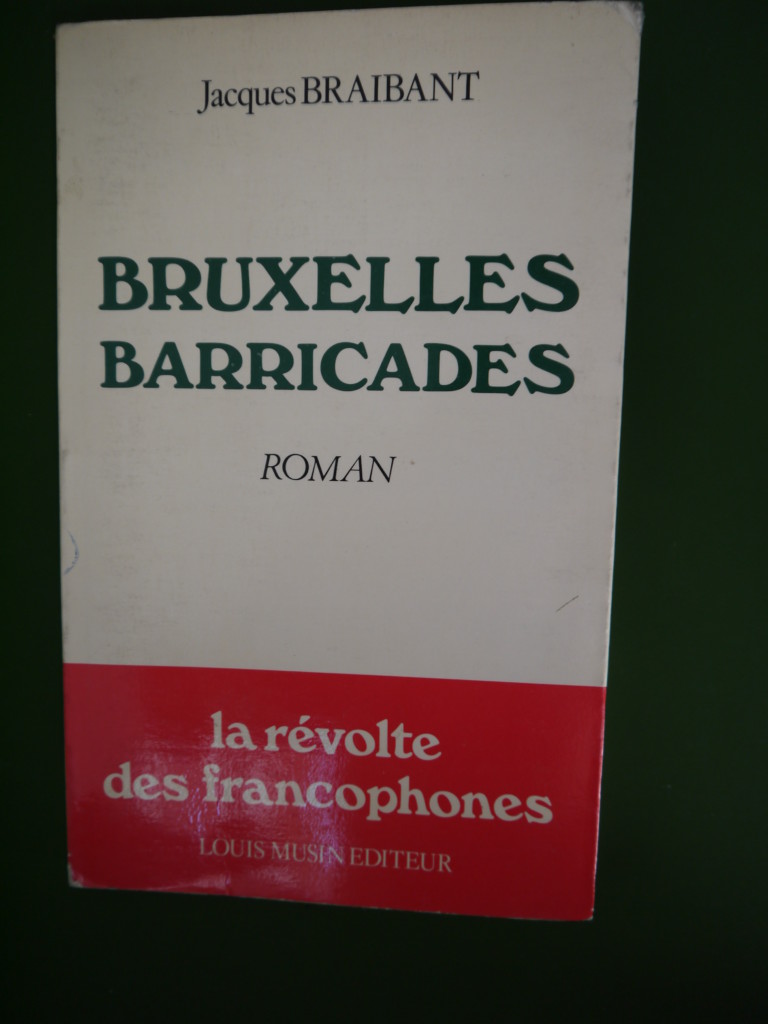 Jacques BRAIBANT
BRUXELLES
BARRICADES
ROMAN
la révolte
des francophones
LOUIS MUSIN EDITEUR